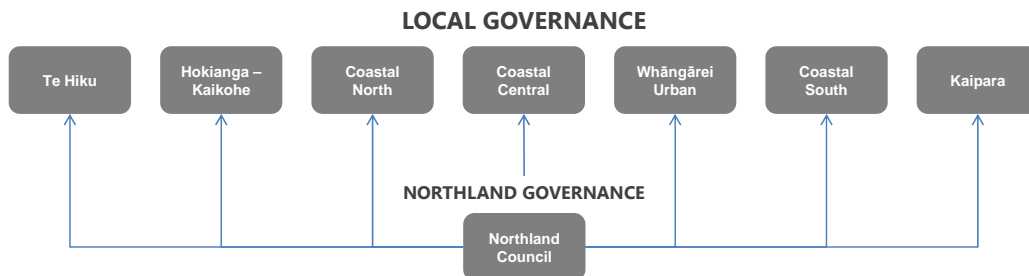 LOCAL GOVERNANCE
Te Hiku
Hokianga –
Kaikohe
Coastal
North
Coastal
Central
Whāngārei
Urban
Coastal
South
Kaipara
NORTHLAND GOVERNANCE
Northland
Council